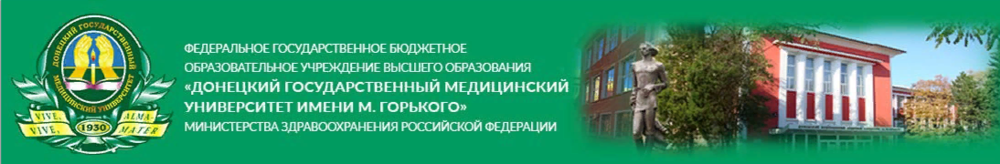 ДОНЕЦКИЙ ГОСУДАРСТВЕННЫЙ
МЕДИЦИНСКИЙ УНИВЕРСИТЕТ
VIVE,
VIVE,
1930
ALMA-
MATER
ФЕДЕРАЛЬНОЕ ГОСУДАРСТВЕННОЕ БЮДЖЕТНОЕ
ОБРАЗОВАТЕЛЬНОЕ УЧРЕЖДЕНИЕ ВЫСШЕГО ОБРАЗОВАНИЯ
«ДОНЕЦКИЙ ГОСУДАРСТВЕННЫЙ МЕДИЦИНСКИЙ
УНИВЕРСИТЕТ ИМЕНИ М. ГОРЬКОГО»
МИНИСТЕРСТВА ЗДРАВООХРАНЕНИЯ РОССИЙСКОЙ ФЕДЕРАЦИИ